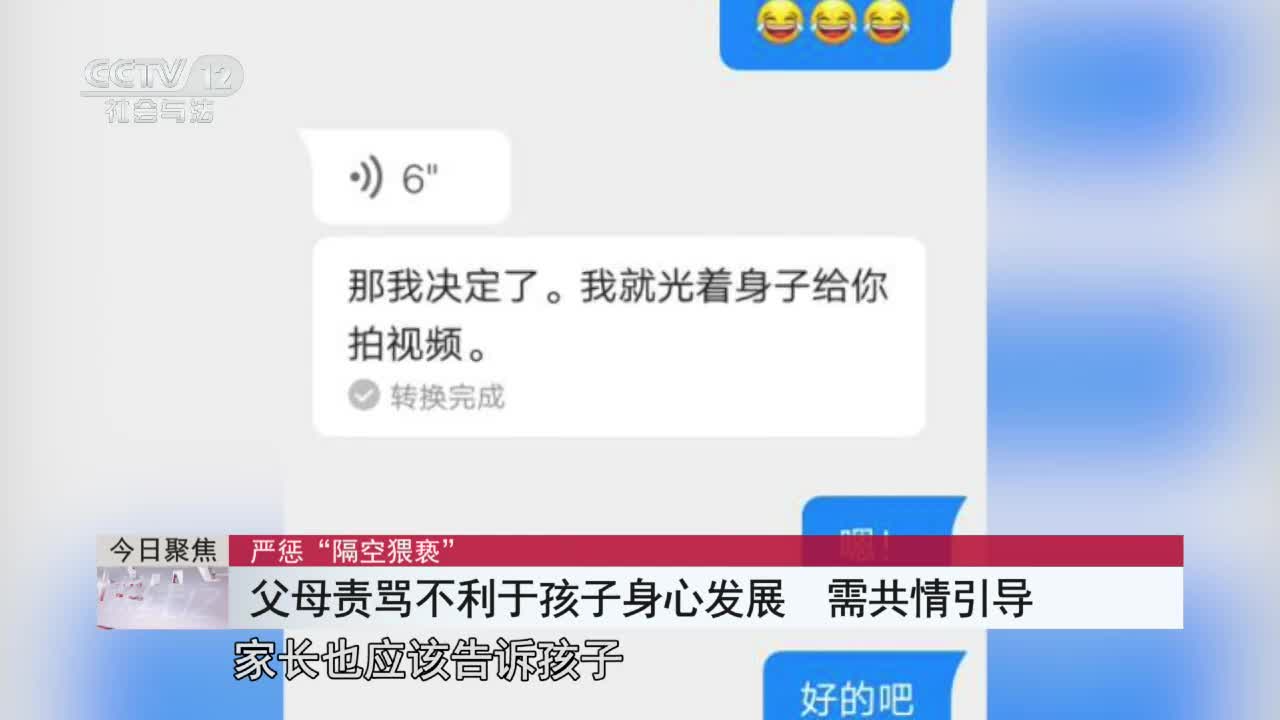 CCTV 12
社会与法
6"
那我决定了。我就光着身子给你
拍视频。
转换完成
嗯!
今日聚焦
严惩“隔空猥亵”
父母责骂不利于孩子身心发展 需共情引导
家长也应该告诉孩子
好的吧